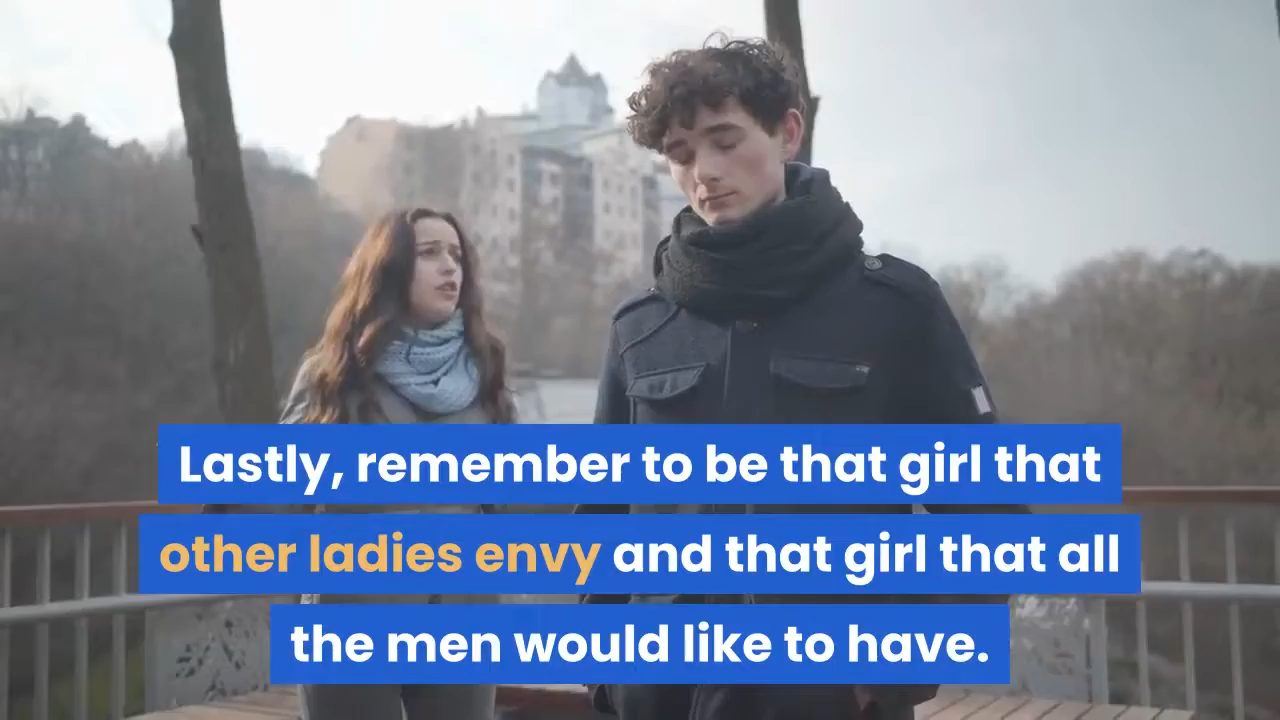 Lastly, remember to be that girl that
other ladies envy and that girl that all
the men would like to have.